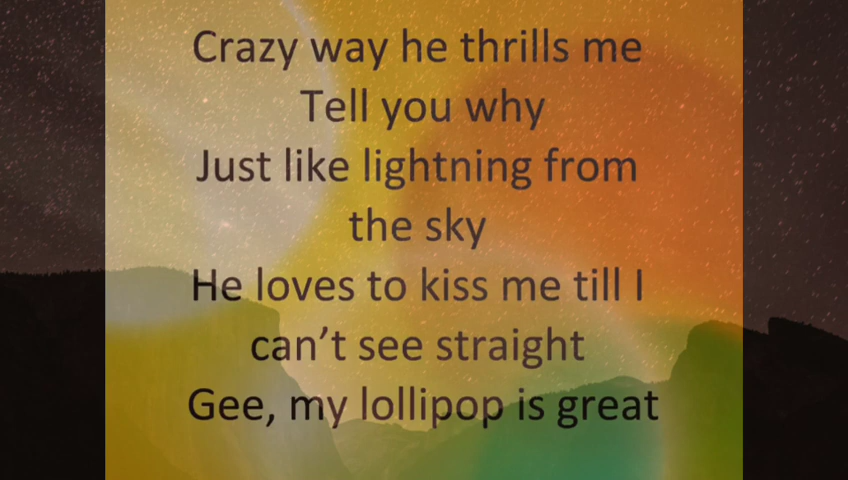 Crazy way he thrills me
Tell you why
Just like lightning from
the sky
He loves to kiss me till I
can’t see straight
Gee, my lollipop is great